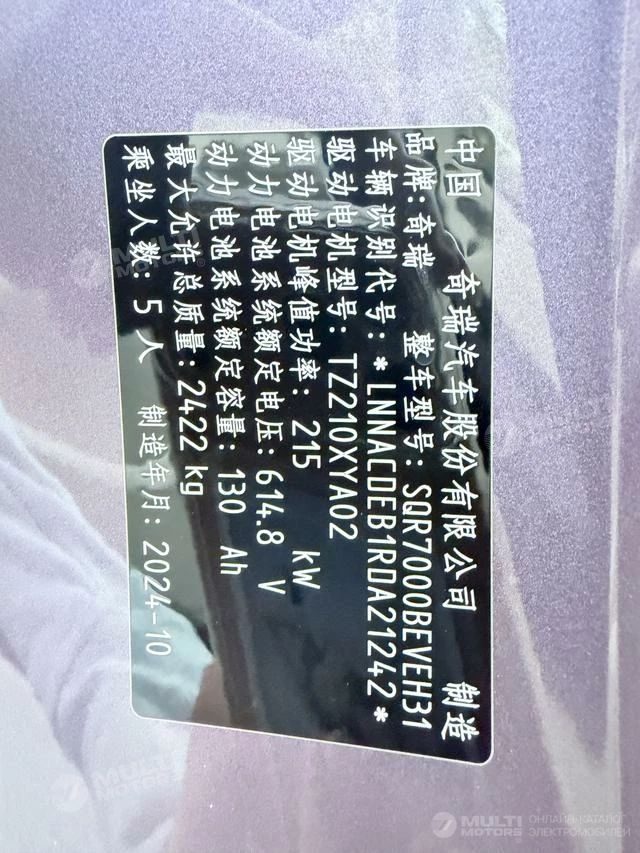 中国 奇瑞汽车股份有限公司 制造
品牌:奇瑞 整车型号:SQR7000BEVEH31
车辆识别代号:*LNNACDEB1RDA21242*
驱动电机型号:TZ210XYA02
驱动电机峰值功率:215 kW
动力电池系统额定电压:614.8 V
动力电池系统额定容量:130 Ah
最大允许总质量:2422 kg
乘坐人数:5人 制造年月:2024-10
MULTI MOTORS
MULTI MOTORS
MULTI MOTORS ОНЛАЙН-КАТАЛОГ ЭЛЕКТРОМОБИЛЕЙ